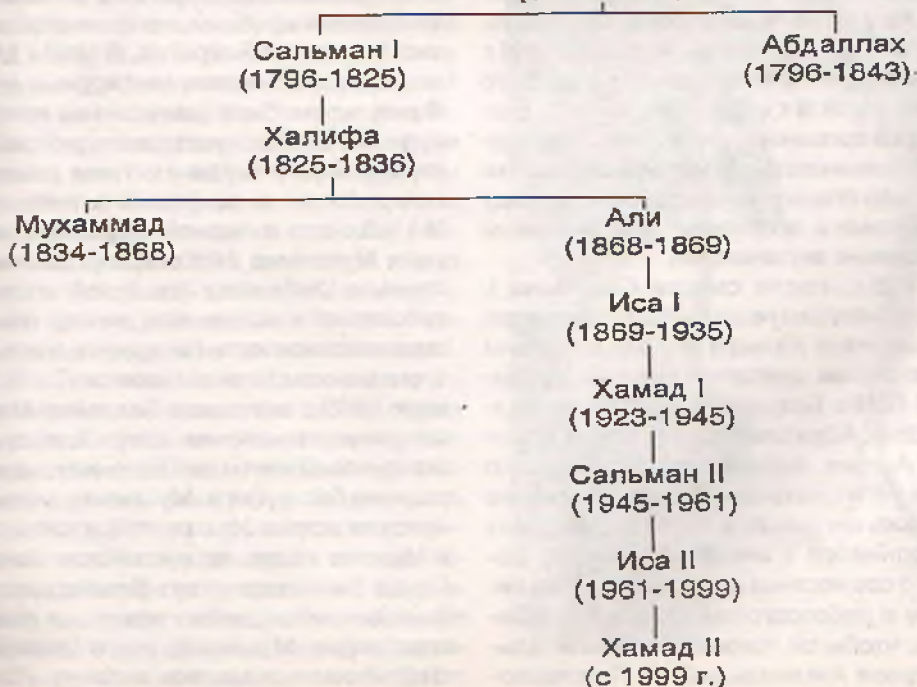 Сальман I
(1796-1825)
Абдаллах
(1796-1843)
Халифа
(1825-1836)
Мухаммад
(1834-1868)
Али
(1868-1869)
Иса I
(1869-1935)
Хамад I
(1923-1945)
Сальман II
(1945-1961)
Иса II
(1961-1999)
Хамад II
(с 1999 г.)